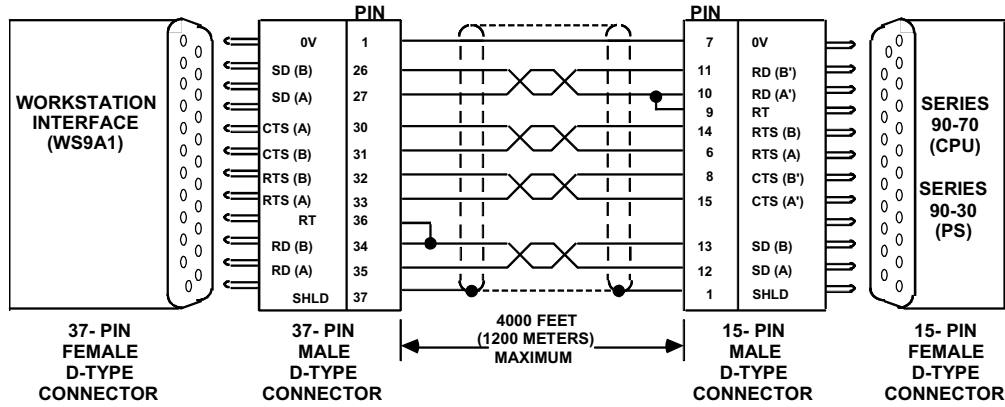 PIN PIN
0V 1 7 0V
SD (B) 26 11 RD (B')
SD (A) 27 10 RD (A')
9 RT
CTS (A) 30 14 RTS (B)
CTS (B) 31 6 RTS (A)
RTS (B) 32 8 CTS (B')
RTS (A) 33 15 CTS (A')
RT 36
RD (B) 34 13 SD (B)
RD (A) 35 12 SD (A)
SHLD 37 1 SHLD
WORKSTATION
INTERFACE
(WS9A1)
SERIES
90-70
(CPU)
SERIES
90-30
(PS)
37- PIN
FEMALE
D-TYPE
CONNECTOR
37- PIN
MALE
D-TYPE
CONNECTOR
4000 FEET
(1200 METERS)
MAXIMUM
15- PIN
MALE
D-TYPE
CONNECTOR
15- PIN
FEMALE
D-TYPE
CONNECTOR